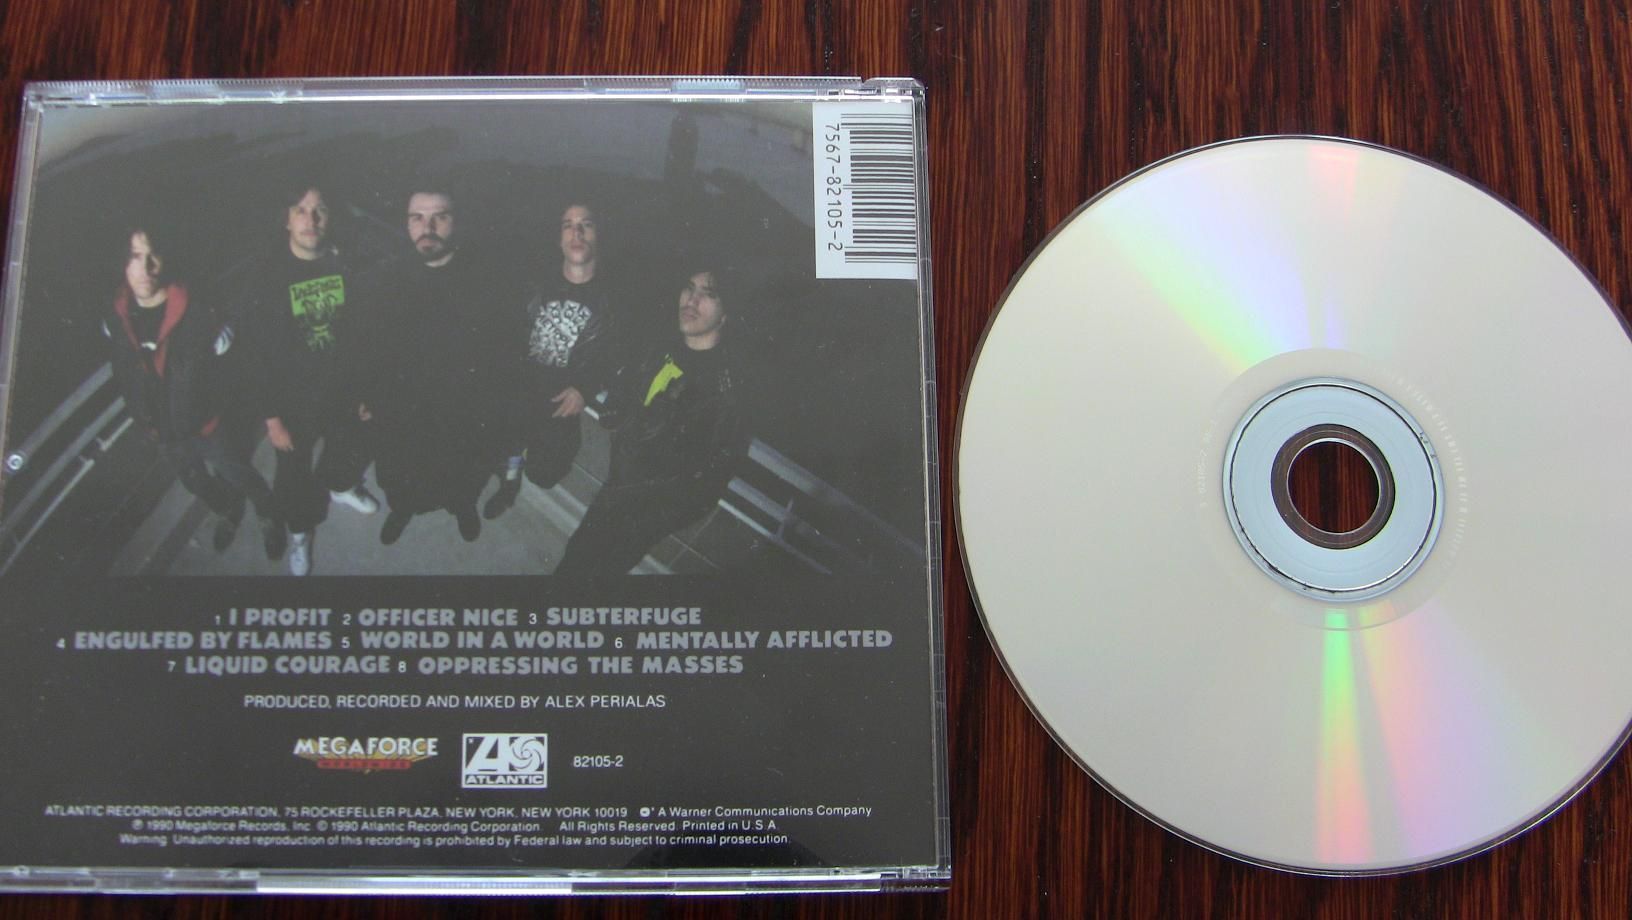 7567-82105-2
1 I PROFIT 2 OFFICER NICE 3 SUBTERFUGE
4 ENGULFED BY FLAMES 5 WORLD IN A WORLD 6 MENTALLY AFFLICTED
7 LIQUID COURAGE 8 OPPRESSING THE MASSES
PRODUCED, RECORDED AND MIXED BY ALEX PERIALAS
MEGAFORCE
WORLDWIDE
ATLANTIC
82105-2
ATLANTIC RECORDING CORPORATION, 75 ROCKEFELLER PLAZA, NEW YORK, NEW YORK 10019 A Warner Communications Company
℗ 1990 Megaforce Records, Inc. © 1990 Atlantic Recording Corporation. All Rights Reserved. Printed in U.S.A.
Warning: Unauthorized reproduction of this recording is prohibited by Federal law and subject to criminal prosecution.